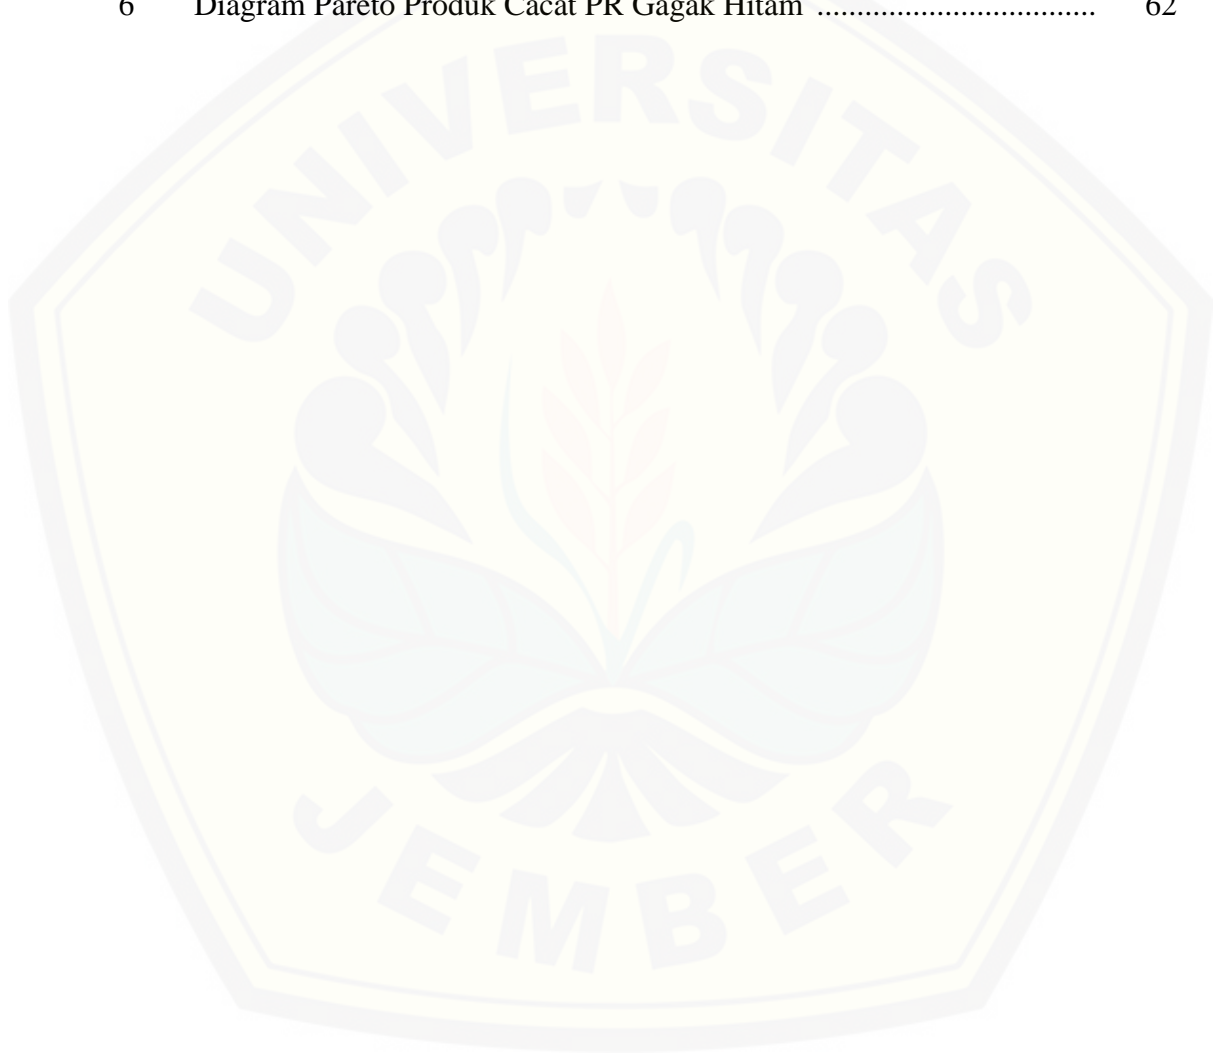 6 Diagram Pareto Produk Cacat PR Gagak Hitam ................................... 62
UNIVERSITAS
JEMBER